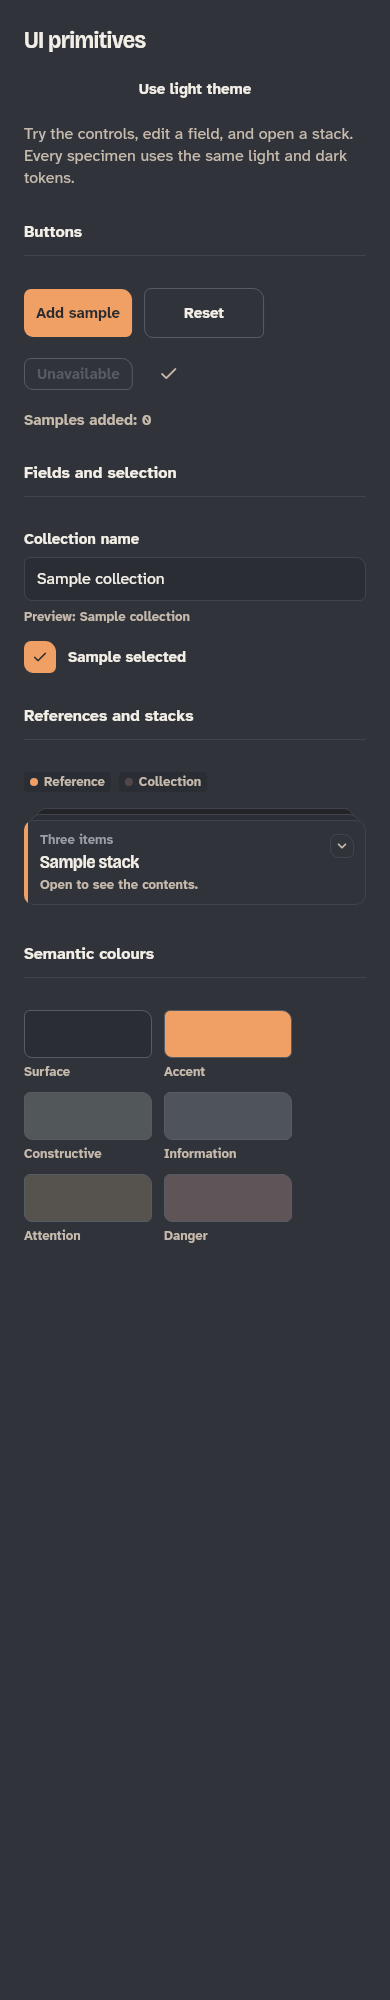 UI primitives
Use light theme
Try the controls, edit a field, and open a stack.
Every specimen uses the same light and dark
tokens.
Buttons
Add sample
Reset
Unavailable
Samples added: 0
Fields and selection
Collection name
Sample collection
Preview: Sample collection
Sample selected
References and stacks
Reference
Collection
Three items
Sample stack
Open to see the contents.
Semantic colours
Surface
Accent
Constructive
Information
Attention
Danger